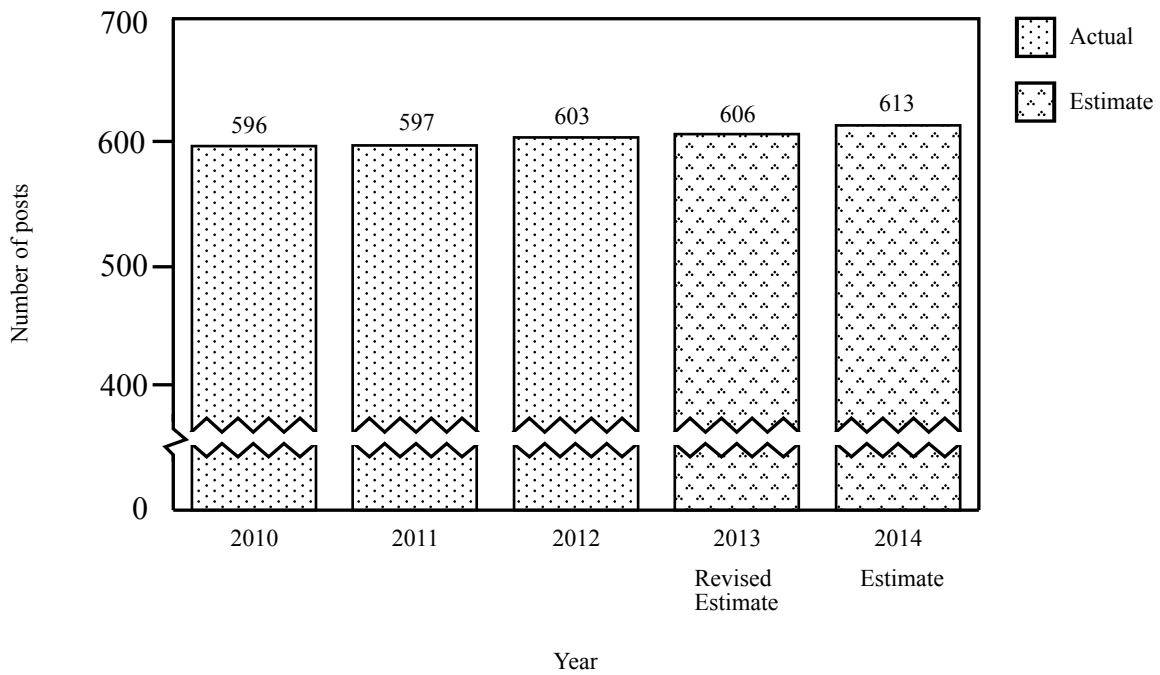 700
600
500
400
0
Number of posts
596
597
603
606
613
2010
2011
2012
2013
2014
Revised
Estimate
Estimate
Year
Actual
Estimate